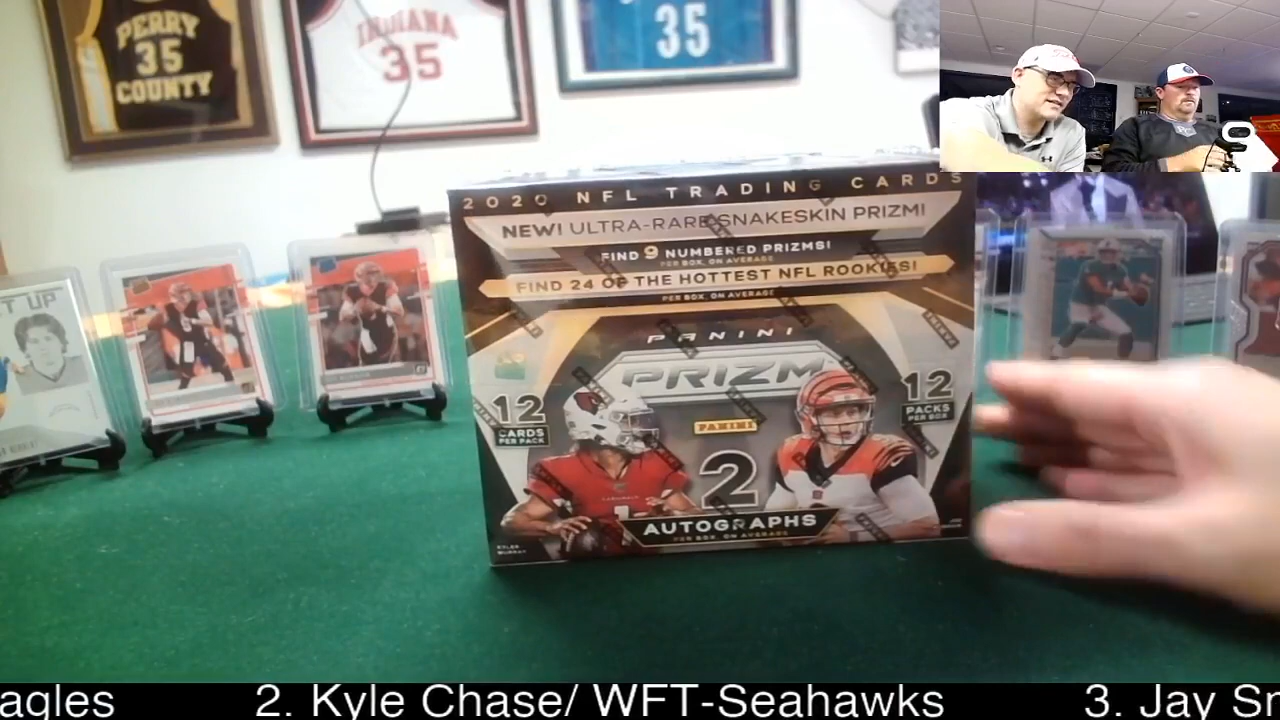 PERRY
35
COUNTY
INDIANA
35
35
2020 NFL TRADING CARDS
NEW! ULTRA-RARE SNAKESKIN PRIZM!
FIND 9 NUMBERED PRIZMS!
PER BOX, ON AVERAGE
FIND 24 OF THE HOTTEST NFL ROOKIES!
PER BOX, ON AVERAGE
PANINI
PRIZM
12
CARDS
PER PACK
12
PACKS
PER BOX
PANINI
2
AUTOGRAPHS
PER BOX, ON AVERAGE
KYLER
MURRAY
T UP
agles 2. Kyle Chase/ WFT-Seahawks 3. Jay Sn